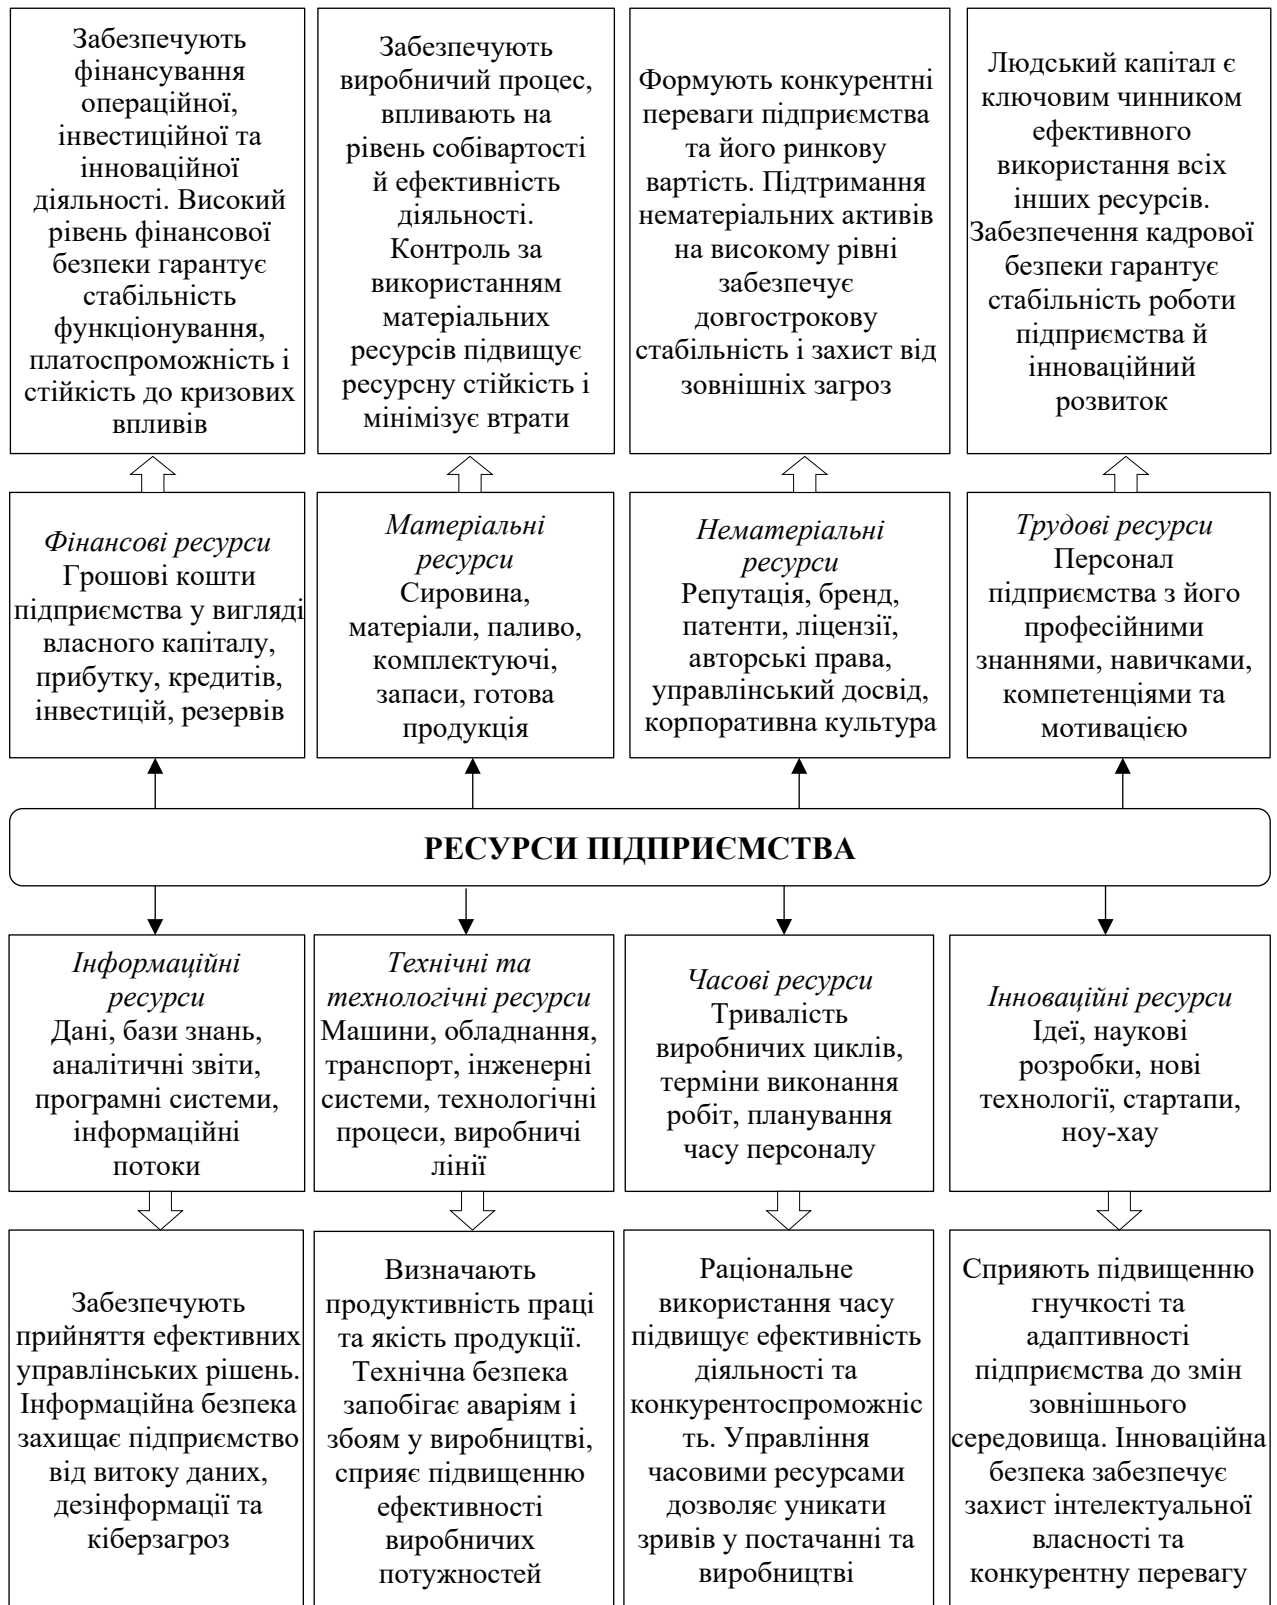 Забезпечують
фінансування
операційної,
інвестиційної та
інноваційної
діяльності. Високий
рівень фінансової
безпеки гарантує
стабільність
функціонування,
платоспроможність і
стійкість до кризових
впливів
Забезпечують
виробничий процес,
впливають на
рівень собівартості
й ефективність
діяльності.
Контроль за
використанням
матеріальних
ресурсів підвищує
ресурсну стійкість і
мінімізує втрати
Формують конкурентні
переваги підприємства
та його ринкову
вартість. Підтримання
нематеріальних активів
на високому рівні
забезпечує
довгострокову
стабільність і захист від
зовнішніх загроз
Людський капітал є
ключовим чинником
ефективного
використання всіх
інших ресурсів.
Забезпечення кадрової
безпеки гарантує
стабільність роботи
підприємства й
інноваційний
розвиток
Фінансові ресурси
Грошові кошти
підприємства у вигляді
власного капіталу,
прибутку, кредитів,
інвестицій, резервів
Матеріальні
ресурси
Сировина,
матеріали, паливо,
комплектуючі,
запаси, готова
продукція
Нематеріальні
ресурси
Репутація, бренд,
патенти, ліцензії,
авторські права,
управлінський досвід,
корпоративна культура
Трудові ресурси
Персонал
підприємства з його
професійними
знаннями, навичками,
компетенціями та
мотивацією
РЕСУРСИ ПІДПРИЄМСТВА
Інформаційні
ресурси
Дані, бази знань,
аналітичні звіти,
програмні системи,
інформаційні
потоки
Технічні та
технологічні ресурси
Машини, обладнання,
транспорт, інженерні
системи, технологічні
процеси, виробничі
лінії
Часові ресурси
Тривалість
виробничих циклів,
терміни виконання
робіт, планування
часу персоналу
Інноваційні ресурси
Ідеї, наукові
розробки, нові
технології, стартапи,
ноу-хау
Забезпечують
прийняття ефективних
управлінських рішень.
Інформаційна безпека
захищає підприємство
від витоку даних,
дезінформації та
кіберзагроз
Визначають
продуктивність праці
та якість продукції.
Технічна безпека
запобігає аваріям і
збоям у виробництві,
сприяє підвищенню
ефективності
виробничих
потужностей
Раціональне
використання часу
підвищує ефективність
діяльності та
конкурентоспроможніс
ть. Управління
часовими ресурсами
дозволяє уникати
зривів у постачанні та
виробництві
Сприяють підвищенню
гнучкості та
адаптивності
підприємства до змін
зовнішнього
середовища. Інноваційна
безпека забезпечує
захист інтелектуальної
власності та
конкурентну перевагу